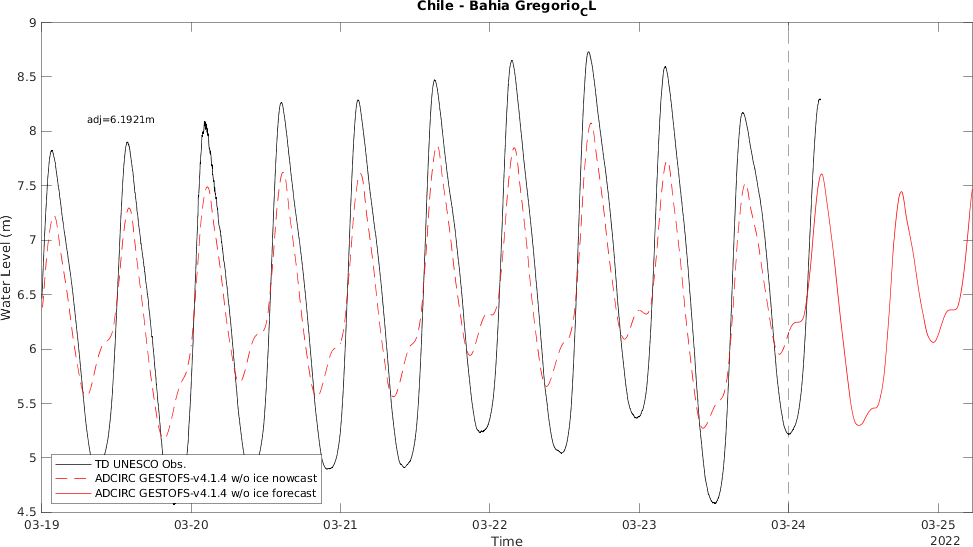 Chile - Bahia Gregorio_CL
9
8.5
8
7.5
7
6.5
6
5.5
5
4.5
Water Level (m)
adj=6.1921m
TD UNESCO Obs.
ADCIRC GESTOFS-v4.1.4 w/o ice nowcast
ADCIRC GESTOFS-v4.1.4 w/o ice forecast
03-19 03-20 03-21 03-22 03-23 03-24 03-25
Time 2022